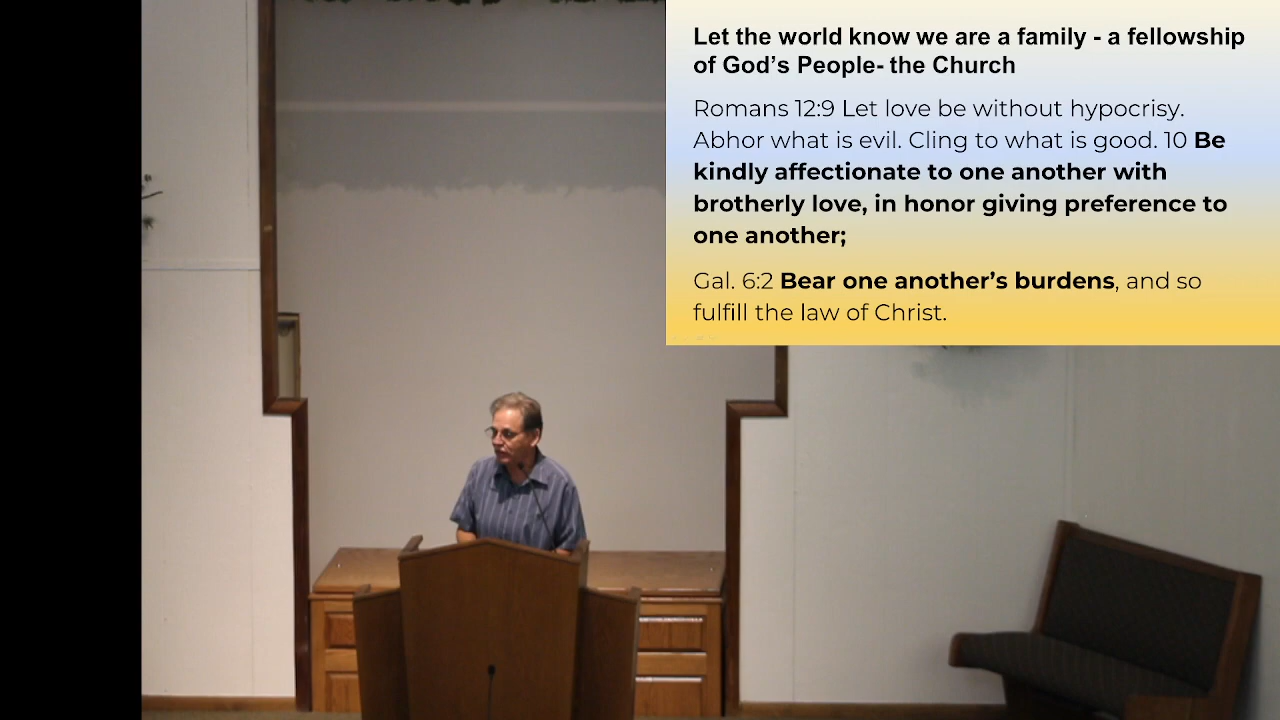 Let the world know we are a family - a fellowship
of God’s People- the Church
Romans 12:9 Let love be without hypocrisy.
Abhor what is evil. Cling to what is good. 10 Be
kindly affectionate to one another with
brotherly love, in honor giving preference to
one another;
Gal. 6:2 Bear one another’s burdens, and so
fulfill the law of Christ.